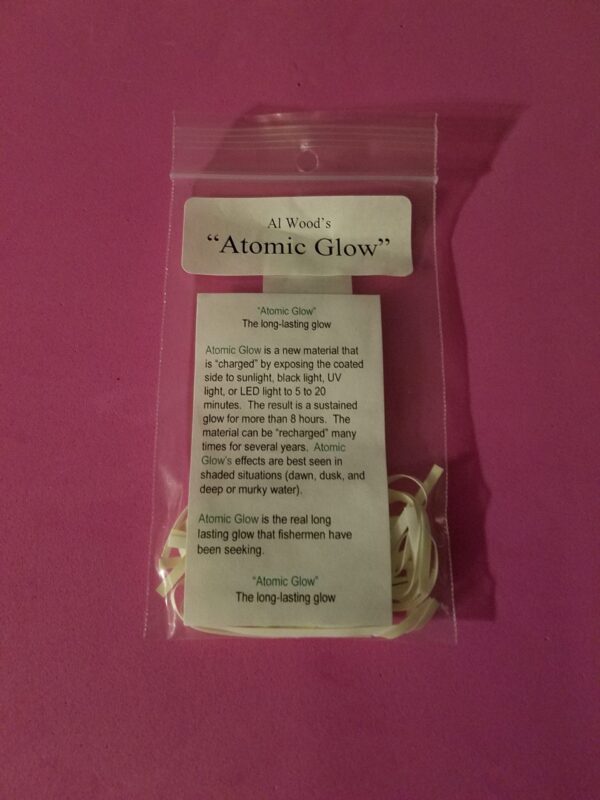 Al Wood's
"Atomic Glow"
"Atomic Glow"
The long-lasting glow
Atomic Glow is a new material that
is "charged" by exposing the coated
side to sunlight, black light, UV
light, or LED light to 5 to 20
minutes. The result is a sustained
glow for more than 8 hours. The
material can be "recharged" many
times for several years. Atomic
Glow's effects are best seen in
shaded situations (dawn, dusk, and
deep or murky water).
Atomic Glow is the real long
lasting glow that fishermen have
been seeking.
"Atomic Glow"
The long-lasting glow